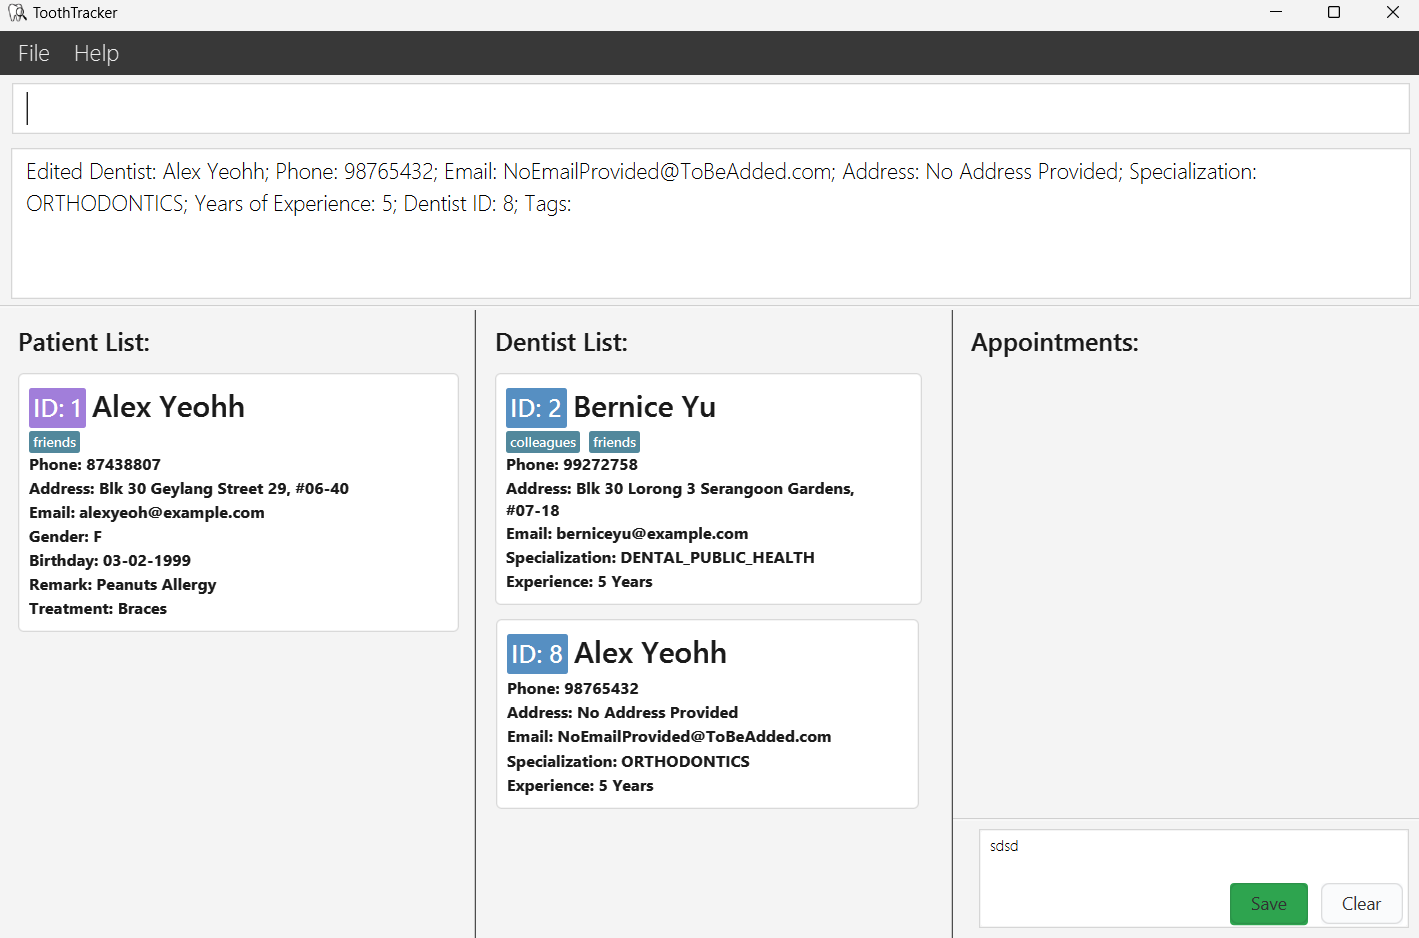 ToothTracker
File Help
Edited Dentist: Alex Yeohh; Phone: 98765432; Email: NoEmailProvided@ToBeAdded.com; Address: No Address Provided; Specialization:
ORTHODONTICS; Years of Experience: 5; Dentist ID: 8; Tags:
Patient List:
ID: 1 Alex Yeohh
friends
Phone: 87438807
Address: Blk 30 Geylang Street 29, #06-40
Email: alexyeoh@example.com
Gender: F
Birthday: 03-02-1999
Remark: Peanuts Allergy
Treatment: Braces
Dentist List:
ID: 2 Bernice Yu
colleagues friends
Phone: 99272758
Address: Blk 30 Lorong 3 Serangoon Gardens,
#07-18
Email: berniceyu@example.com
Specialization: DENTAL_PUBLIC_HEALTH
Experience: 5 Years
ID: 8 Alex Yeohh
Phone: 98765432
Address: No Address Provided
Email: NoEmailProvided@ToBeAdded.com
Specialization: ORTHODONTICS
Experience: 5 Years
Appointments:
sdsd
Save Clear